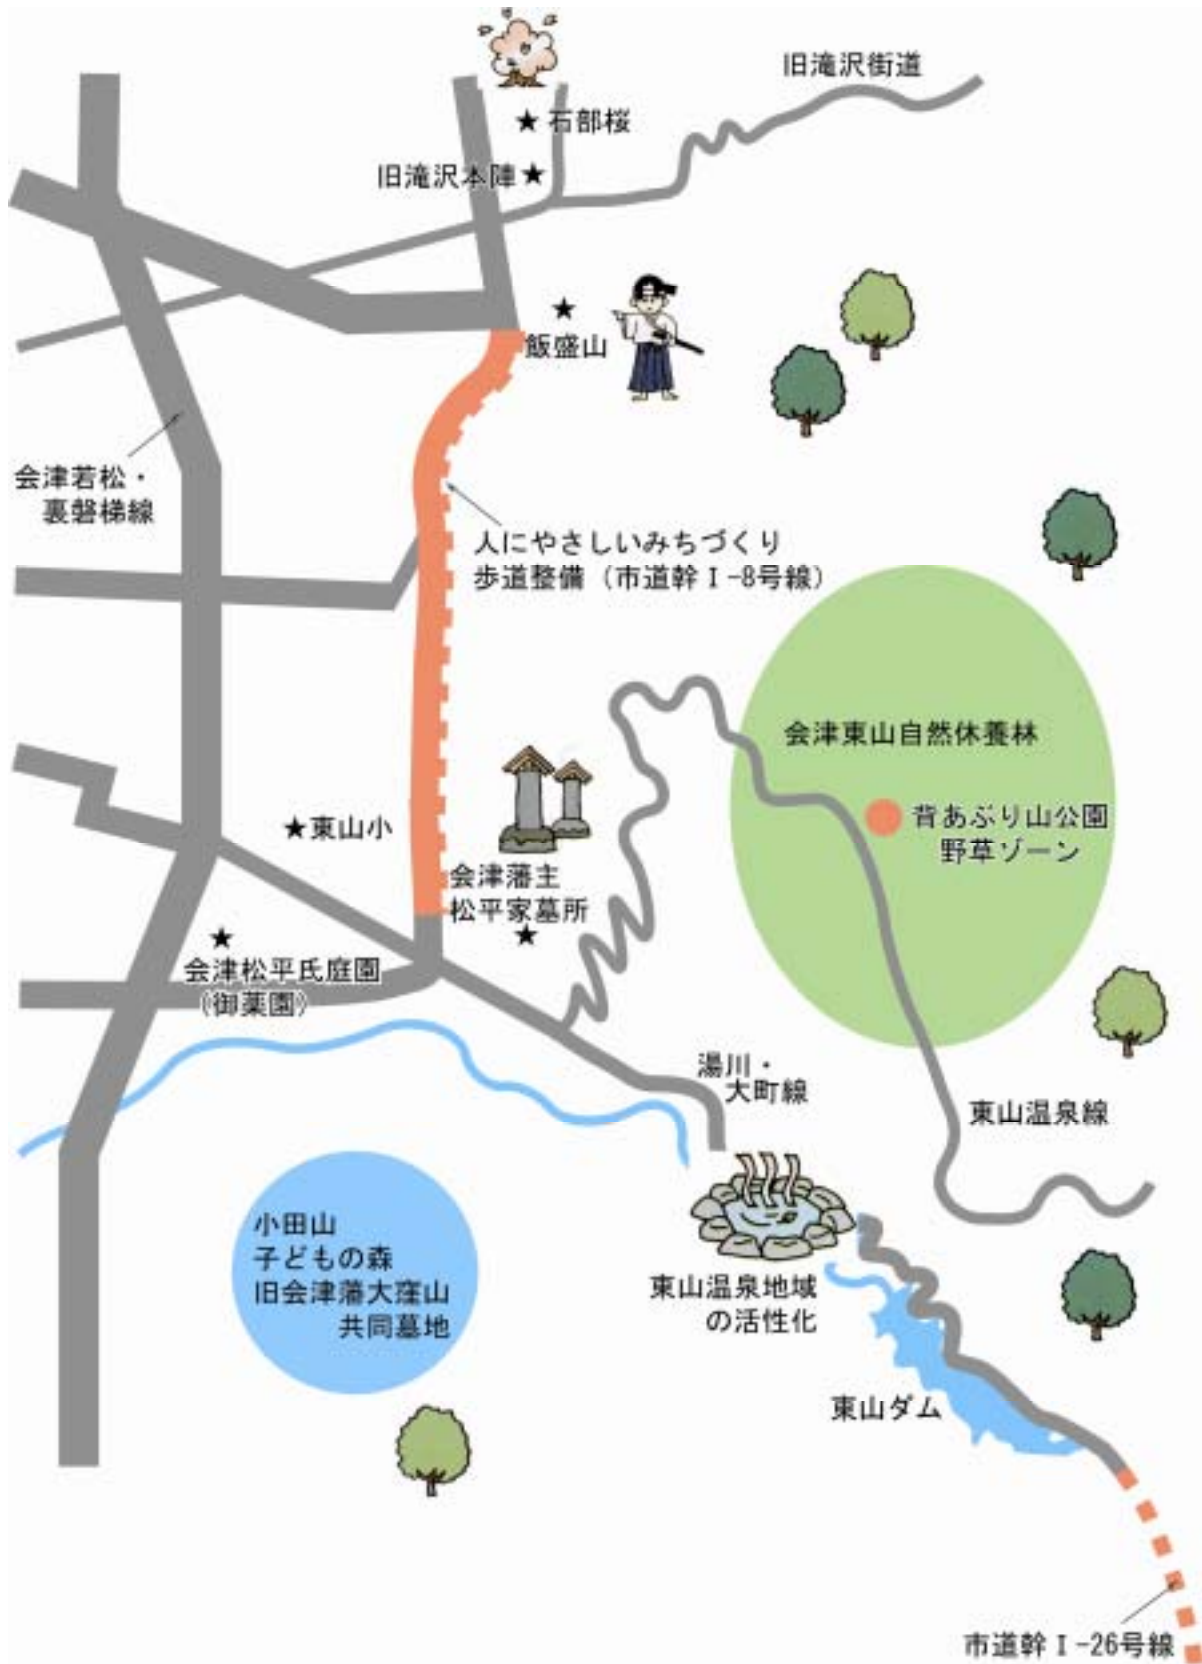 旧滝沢街道
★石部桜
旧滝沢本陣★
★
飯盛山
会津若松・
裏磐梯線
人にやさしいみちづくり
歩道整備（市道幹Ⅰ-8号線）
会津東山自然休養林
背あぶり山公園
野草ゾーン
★東山小
会津藩主
松平家墓所
★
★
会津松平氏庭園
（御薬園）
湯川・
大町線
東山温泉線
小田山
子どもの森
旧会津藩大窪山
共同墓地
東山温泉地域
の活性化
東山ダム
市道幹Ⅰ-26号線